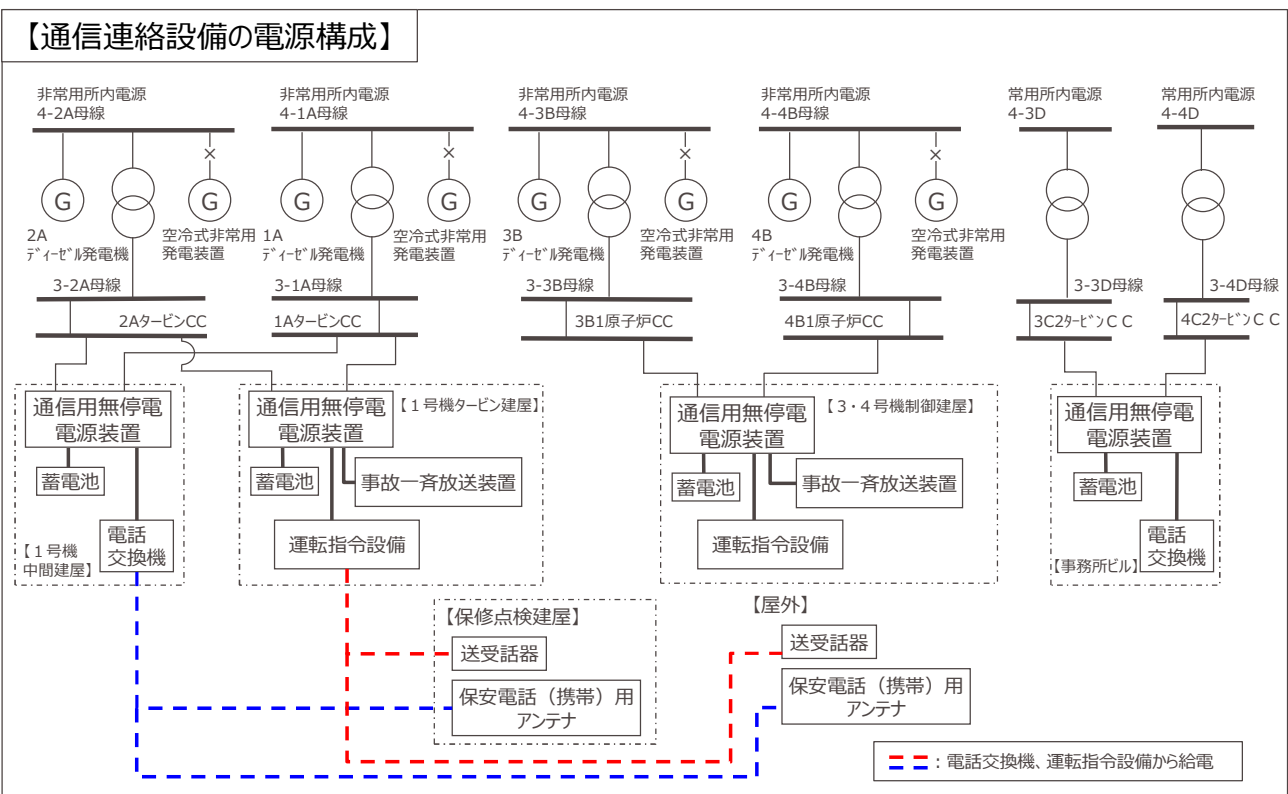 【通信連絡設備の電源構成】
非常用所内電源
4-2A母線
非常用所内電源
4-1A母線
非常用所内電源
4-3B母線
非常用所内電源
4-4B母線
常用所内電源
4-3D
常用所内電源
4-4D
×
×
×
×
G
G
G
G
G
G
G
G
2A
ﾃﾞｨｰｾﾞﾙ発電機
空冷式非常用
発電装置
1A
ﾃﾞｨｰｾﾞﾙ発電機
空冷式非常用
発電装置
3B
ﾃﾞｨｰｾﾞﾙ発電機
空冷式非常用
発電装置
4B
ﾃﾞｨｰｾﾞﾙ発電機
空冷式非常用
発電装置
3-2A母線
3-1A母線
3-3B母線
3-4B母線
3-3D母線
3-4D母線
2AタービンCC
1AタービンCC
3B1原子炉CC
4B1原子炉CC
3C2ﾀｰﾋﾞﾝＣＣ
4C2ﾀｰﾋﾞﾝＣＣ
通信用無停電
電源装置
通信用無停電
電源装置
【１号機ﾀｰﾋﾞﾝ建屋】
通信用無停電
電源装置
【３・４号機制御建屋】
通信用無停電
電源装置
蓄電池
蓄電池
事故一斉放送装置
蓄電池
事故一斉放送装置
蓄電池
電話
交換機
運転指令設備
運転指令設備
電話
交換機
【１号機
中間建屋】
【事務所ビル】
【保修点検建屋】
送受話器
保安電話（携帯）用
アンテナ
【屋外】
送受話器
保安電話（携帯）用
アンテナ
：電話交換機、運転指令設備から給電